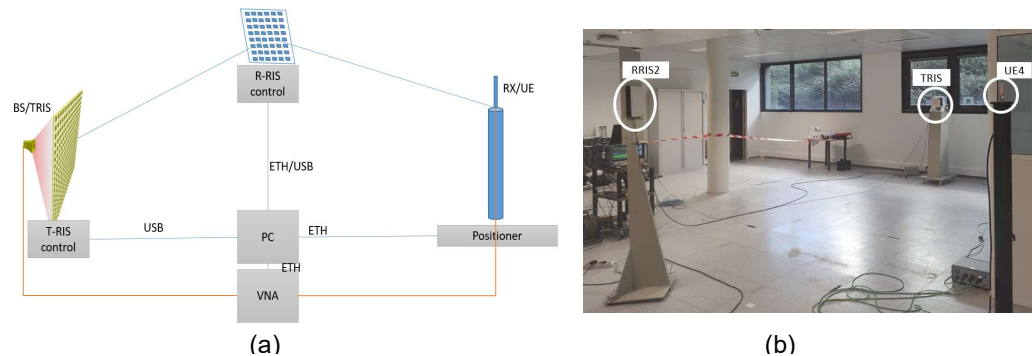 R-RIS
control
BS/TRIS
RX/UE
ETH/USB
T-RIS
control
USB
PC
ETH
Positioner
ETH
VNA
(a)
RRIS2
TRIS
UE4
(b)